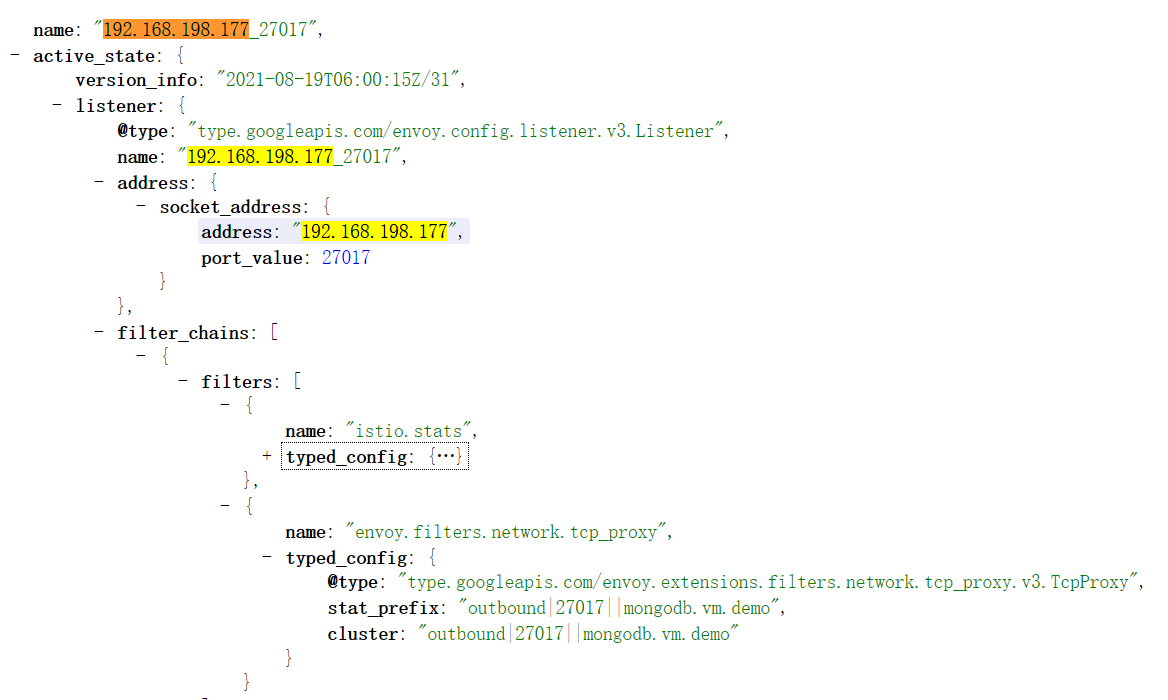 name: "192.168.198.177_27017",
- active_state: {
version_info: "2021-08-19T06:00:15Z/31",
- listener: {
@type: "type.googleapis.com/envoy.config.listener.v3.Listener",
name: "192.168.198.177_27017",
- address: {
- socket_address: {
address: "192.168.198.177",
port_value: 27017
}
},
- filter_chains: [
- {
- filters: [
- {
name: "istio.stats",
+ typed_config: {…}
},
- {
name: "envoy.filters.network.tcp_proxy",
- typed_config: {
@type: "type.googleapis.com/envoy.extensions.filters.network.tcp_proxy.v3.TcpProxy",
stat_prefix: "outbound|27017||mongodb.vm.demo",
cluster: "outbound|27017||mongodb.vm.demo"
}
}